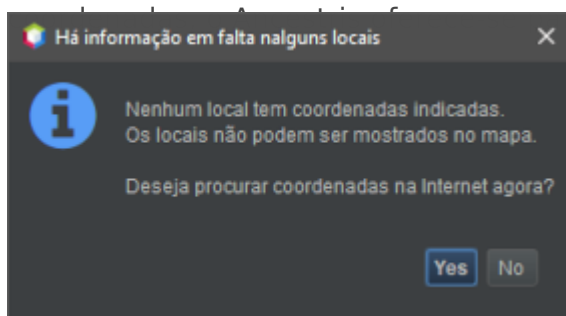 Há informação em falta nalguns locais
Nenhum local tem coordenadas indicadas.
Os locais não podem ser mostrados no mapa.
Deseja procurar coordenadas na Internet agora?
Yes
No